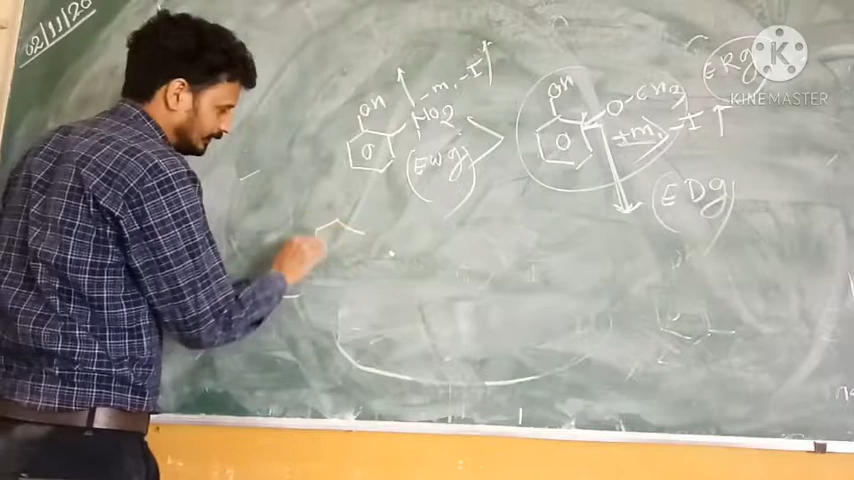 02/11/20
OH
NO2
-m, -I
(EWg)
OH
O-CH3
+m, -I
(EDg)
ERg
K
KINEMASTER